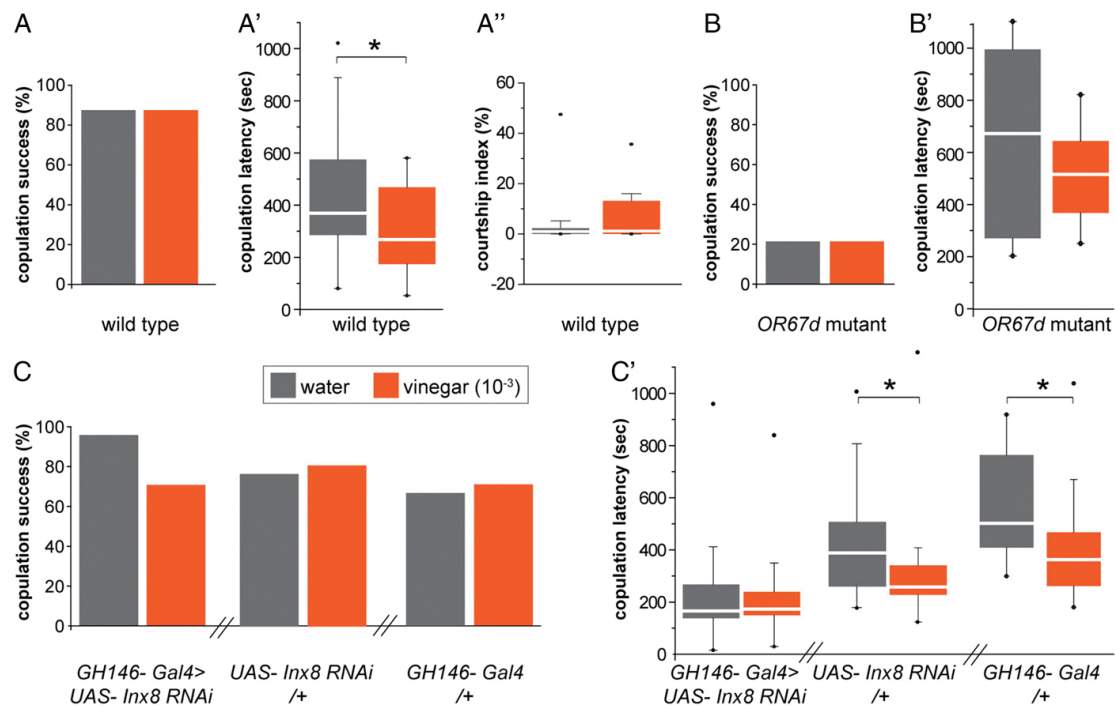 A
copulation success (%)
100
80
60
40
20
0
wild type
A'
copulation latency (sec)
1000
800
600
400
200
0
*
wild type
A''
courtship index (%)
60
40
20
0
-20
wild type
B
copulation success (%)
100
80
60
40
20
0
OR67d mutant
B'
copulation latency (sec)
1000
800
600
400
200
0
OR67d mutant
C
water
vinegar (10⁻³)
copulation success (%)
100
80
60
40
20
0
GH146- Gal4>
UAS- Inx8 RNAi
UAS- Inx8 RNAi
/+
GH146- Gal4
/+
C'
copulation latency (sec)
1000
800
600
400
200
0
*
*
GH146- Gal4>
UAS- Inx8 RNAi
UAS- Inx8 RNAi
/+
GH146- Gal4
/+